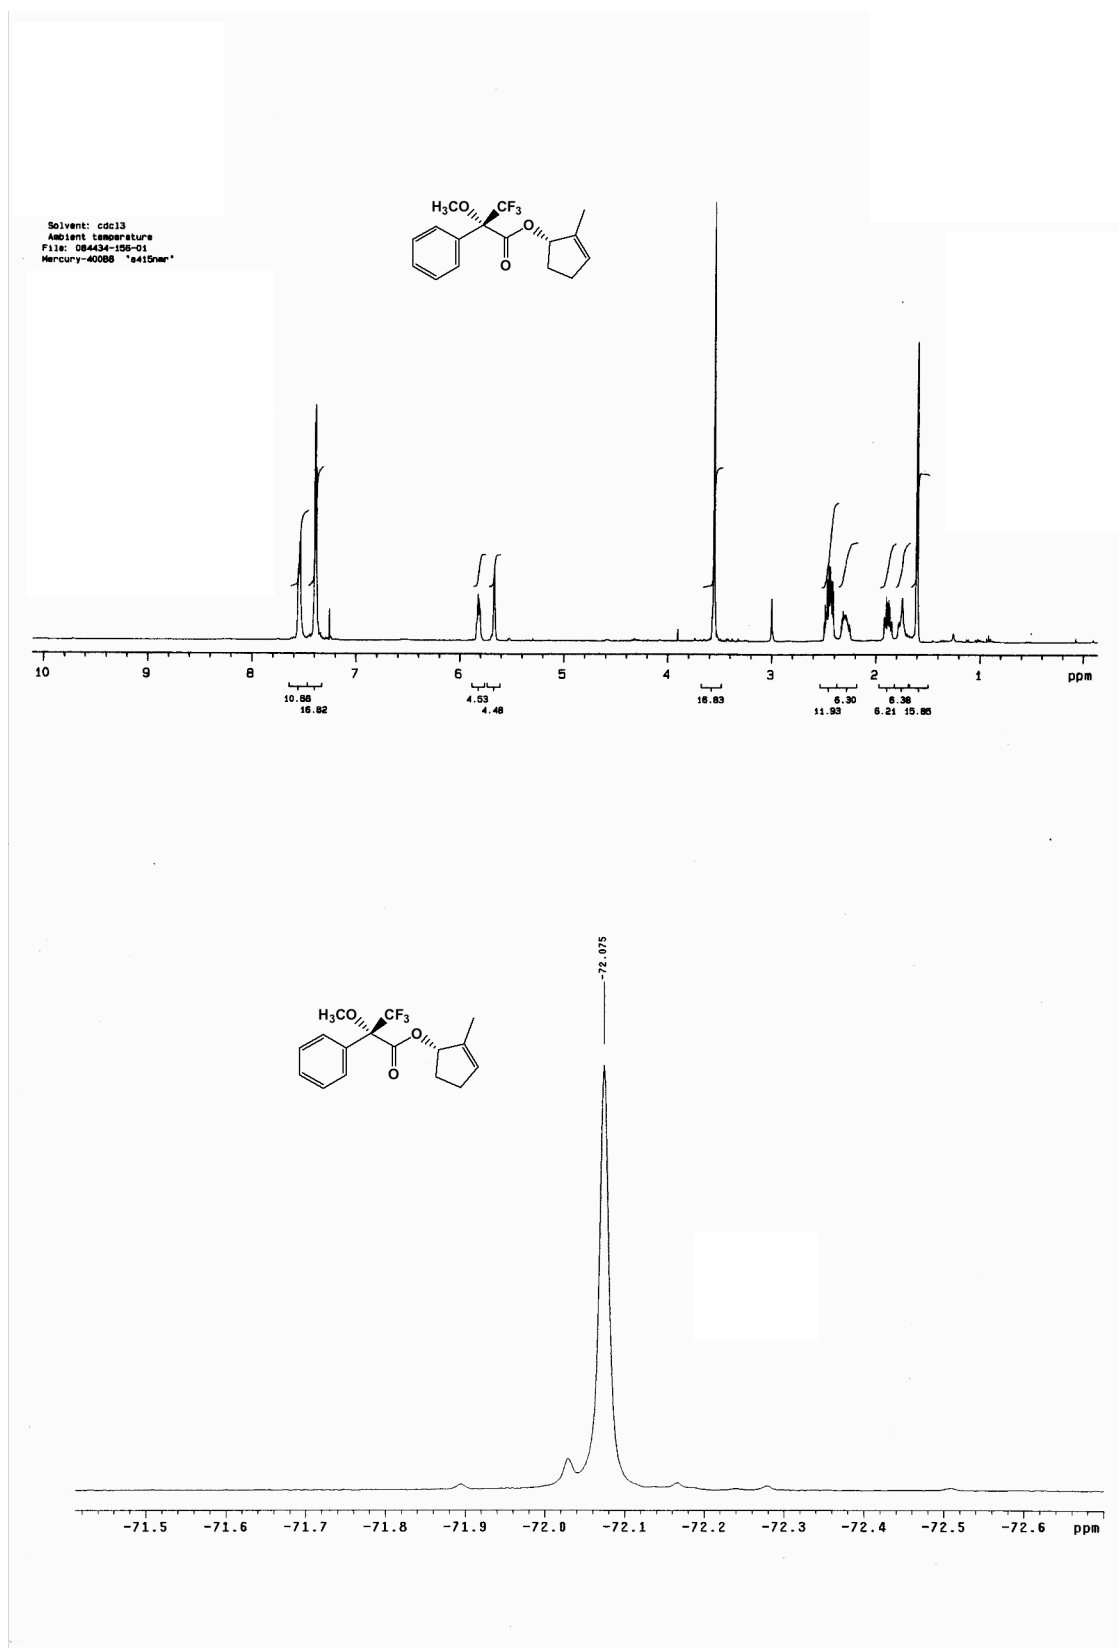 H₃CO
CF₃
O
O
Solvent: cdcl3
Ambient temperature
File: 084434-156-01
Mercury-400BB "a415nmr"
10 9 8 7 6 5 4 3 2 1 ppm
10.88 4.53 16.83 6.30 6.38
16.82 4.48 11.93 6.21 15.86
-72.075
H₃CO
CF₃
O
O
-71.5 -71.6 -71.7 -71.8 -71.9 -72.0 -72.1 -72.2 -72.3 -72.4 -72.5 -72.6 ppm